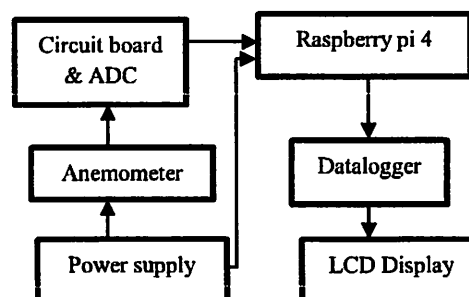 Circuit board
& ADC
Raspberry pi 4
Anemometer
Datalogger
Power supply
LCD Display